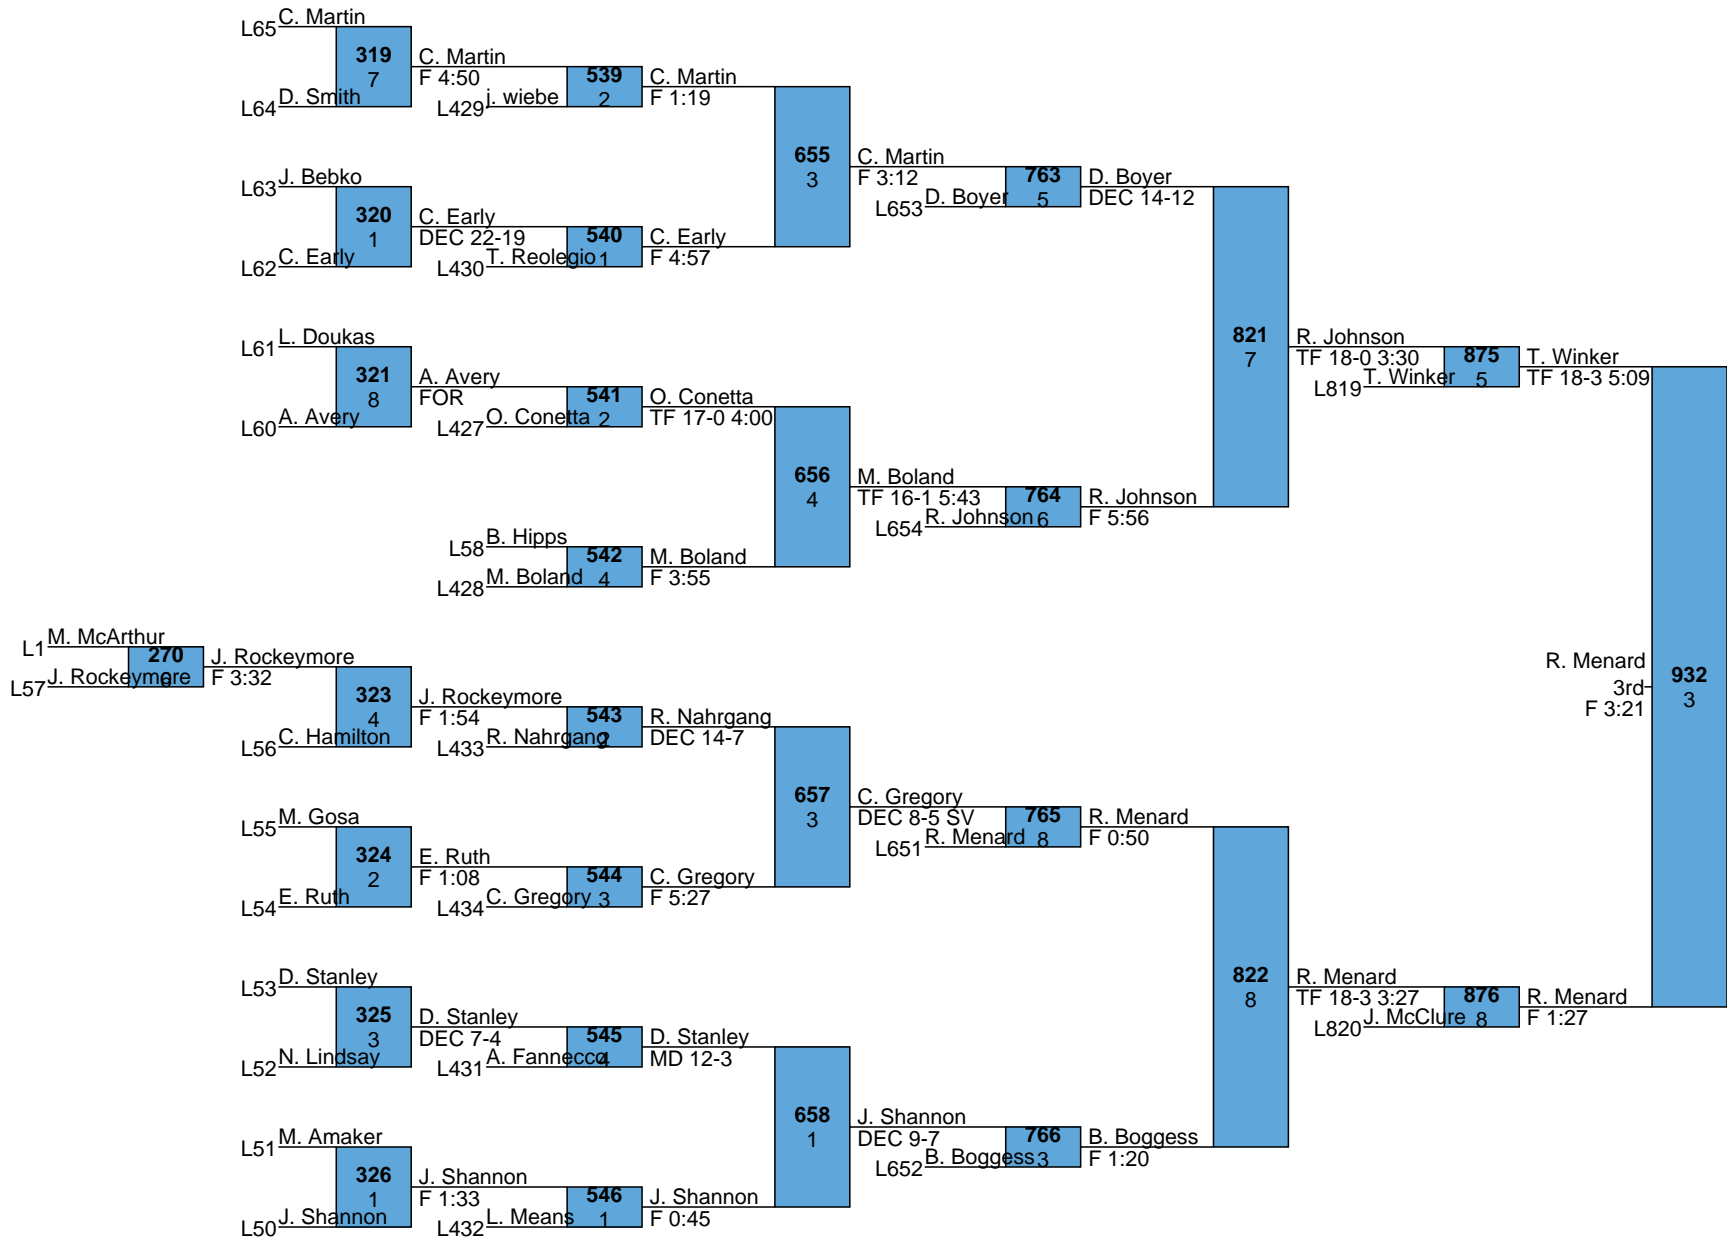 L65 C. Martin
319
7
L64 D. Smith
C. Martin
F 4:50
L429 j. wiebe
539
2
C. Martin
F 1:19
L63 J. Bebko
320
1
L62 C. Early
C. Early
DEC 22-19
L430 T. Reolegio
540
1
C. Early
F 4:57
655
3
C. Martin
F 3:12
L653 D. Boyer
763
5
D. Boyer
DEC 14-12
L61 L. Doukas
321
8
L60 A. Avery
A. Avery
FOR
L427 O. Conetta
541
2
O. Conetta
TF 17-0 4:00
L58 B. Hipps
542
4
L428 M. Boland
M. Boland
F 3:55
656
4
M. Boland
TF 16-1 5:43
L654 R. Johnson
764
6
R. Johnson
F 5:56
821
7
R. Johnson
TF 18-0 3:30
L819 T. Winker
875
5
T. Winker
TF 18-3 5:09
L1 M. McArthur
270
6
L57 J. Rockeymore
J. Rockeymore
F 3:32
323
4
L56 C. Hamilton
J. Rockeymore
F 1:54
L433 R. Nahrgang
543
2
R. Nahrgang
DEC 14-7
L55 M. Gosa
324
2
L54 E. Ruth
E. Ruth
F 1:08
L434 C. Gregory
544
3
C. Gregory
F 5:27
657
3
C. Gregory
DEC 8-5 SV
L651 R. Menard
765
8
R. Menard
F 0:50
L53 D. Stanley
325
3
L52 N. Lindsay
D. Stanley
DEC 7-4
L431 A. Fannecco
545
4
D. Stanley
MD 12-3
L51 M. Amaker
326
1
L50 J. Shannon
J. Shannon
F 1:33
L432 L. Means
546
1
J. Shannon
F 0:45
658
1
J. Shannon
DEC 9-7
L652 B. Boggess
766
3
B. Boggess
F 1:20
822
8
R. Menard
TF 18-3 3:27
L820 J. McClure
876
8
R. Menard
F 1:27
932
3
R. Menard
3rd
F 3:21